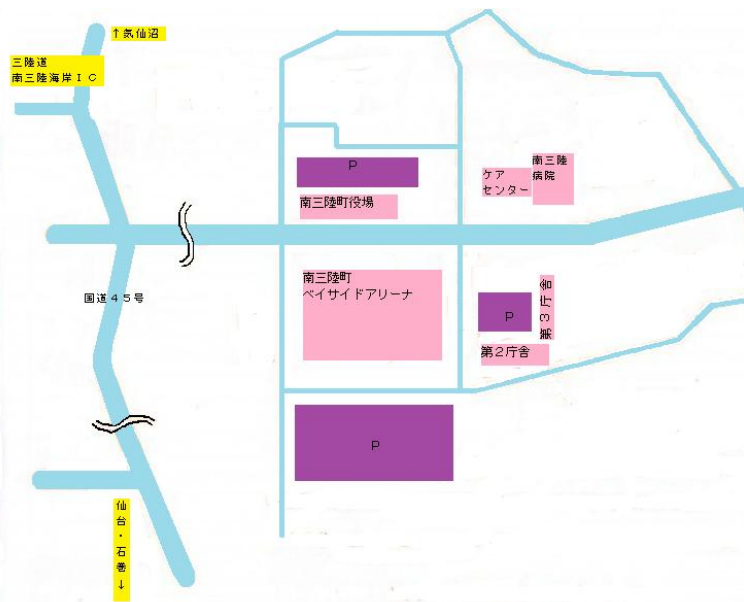 ↑気仙沼
三陸道
南三陸海岸ＩＣ
Ｐ
南三陸町役場
ケア
センター
南三陸
病院
国道４５号
南三陸町
ベイサイドアリーナ
Ｐ
第３庁舎
第２庁舎
Ｐ
仙台・石巻↓